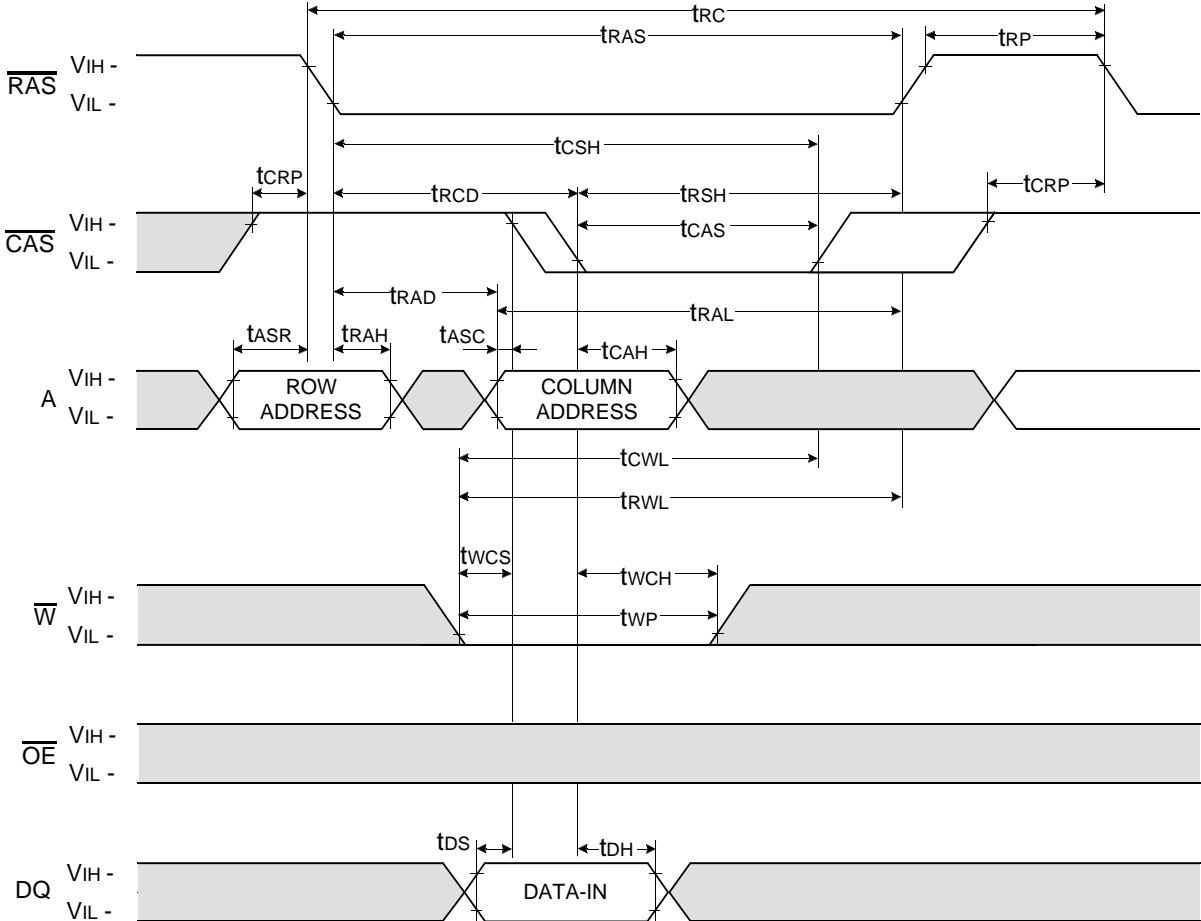 tRC
tRAS
tRP
RAS
VIH -
VIL -
tCSH
tCRP
tRCD
tRSH
tCRP
CAS
VIH -
VIL -
tCAS
tRAD
tRAL
tASR
tRAH
tASC
tCAH
A
VIH -
VIL -
ROW
ADDRESS
COLUMN
ADDRESS
tCWL
tRWL
tWCS
tWCH
W
VIH -
VIL -
tWP
OE
VIH -
VIL -
tDS
tDH
DQ
VIH -
VIL -
DATA-IN